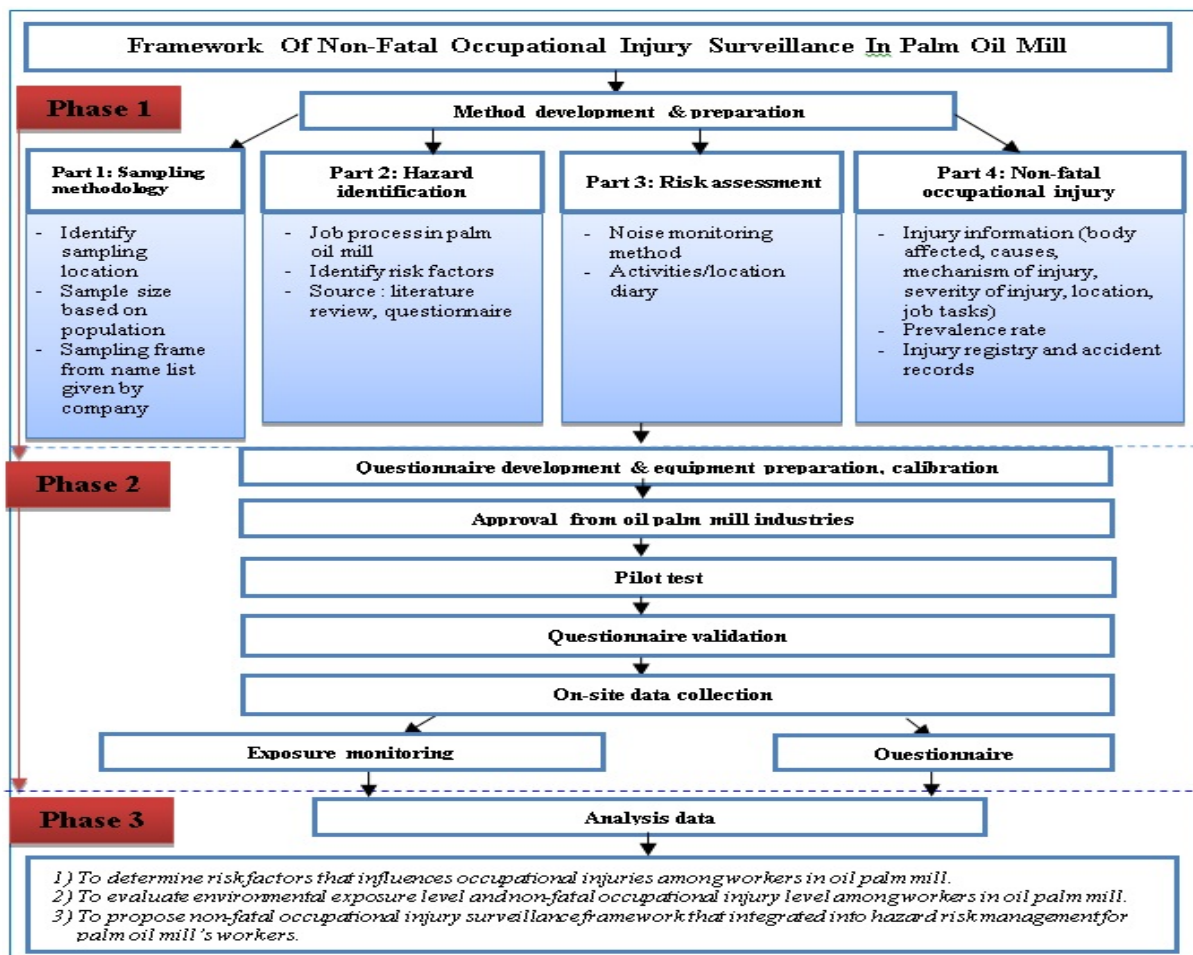 Framework Of Non-Fatal Occupational Injury Surveillance In Palm Oil Mill
Phase 1
Method development & preparation
Part 1: Sampling
methodology
- Identify
sampling
location
- Sample size
based on
population
- Sampling frame
from name list
given by
company
Part 2: Hazard
identification
- Job process in palm
oil mill
- Identify risk factors
- Source : literature
review, questionnaire
Part 3: Risk assessment
- Noise monitoring
method
- Activities/location
diary
Part 4: Non-fatal
occupational injury
- Injury information (body
affected, causes,
mechanism of injury,
severity of injury, location,
job tasks)
- Prevalence rate
- Injury registry and accident
records
Phase 2
Questionnaire development & equipment preparation, calibration
Approval from oil palm mill industries
Pilot test
Questionnaire validation
On-site data collection
Exposure monitoring
Questionnaire
Phase 3
Analysis data
1) To determine risk factors that influences occupational injuries among workers in oil palm mill.
2) To evaluate environmental exposure level and non-fatal occupational injury level among workers in oil palm mill.
3) To propose non-fatal occupational injury surveillance framework that integrated into hazard risk management for
palm oil mill's workers.